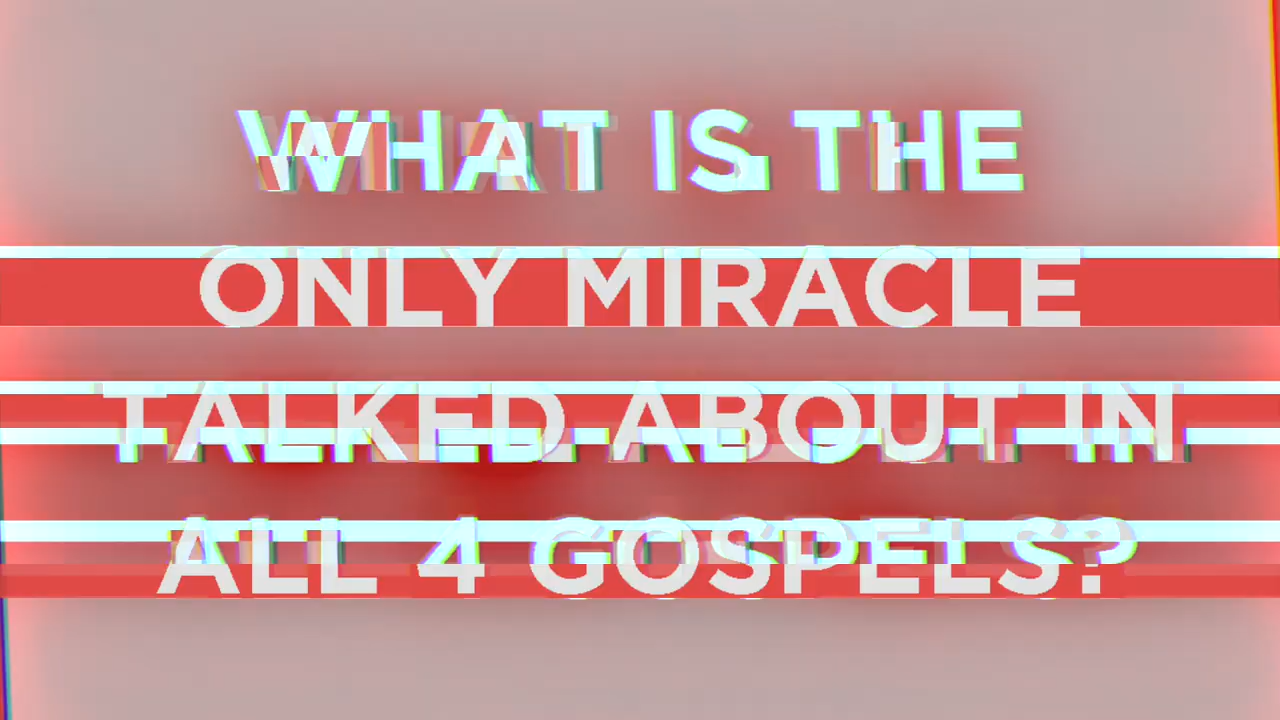 WHAT IS THE
ONLY MIRACLE
TALKED ABOUT IN
ALL 4 GOSPELS?